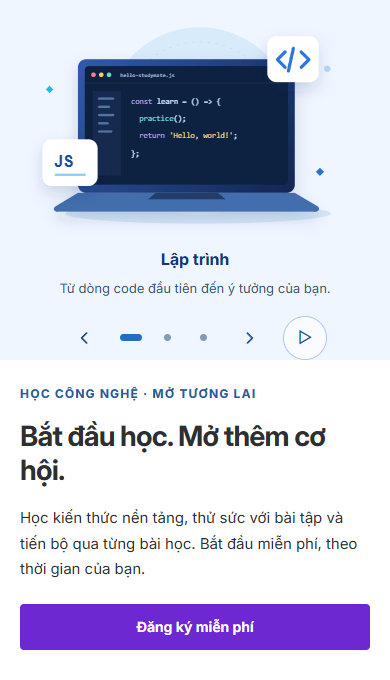 </>
hello-studymate.js
const learn = () => {
practice();
return 'Hello, world!';
};
JS
Lập trình
Từ dòng code đầu tiên đến ý tưởng của bạn.
HỌC CÔNG NGHỆ · MỞ TƯƠNG LAI
Bắt đầu học. Mở thêm cơ
hội.
Học kiến thức nền tảng, thử sức với bài tập và
tiến bộ qua từng bài học. Bắt đầu miễn phí, theo
thời gian của bạn.
Đăng ký miễn phí